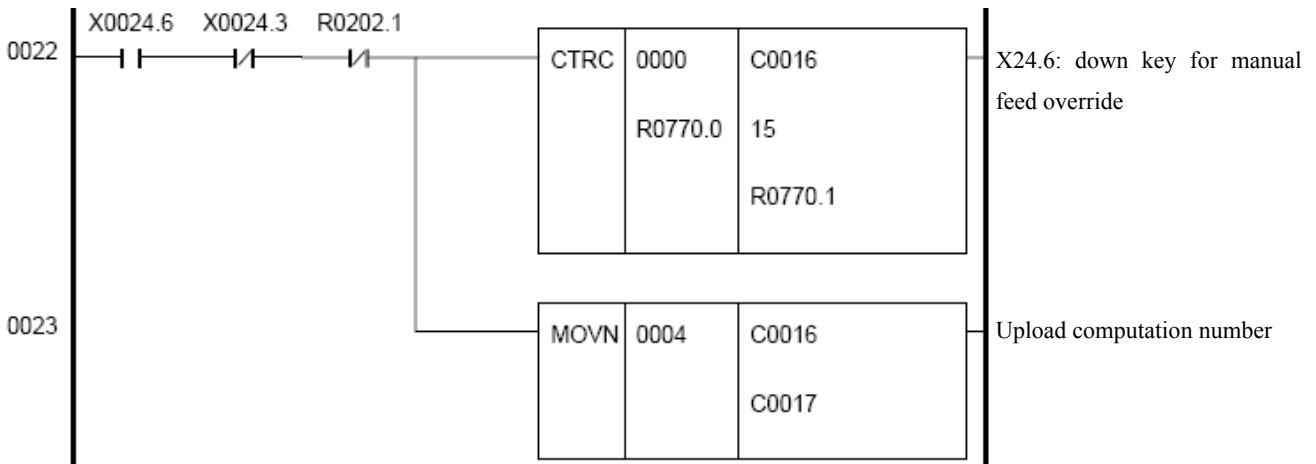 X0024.6 X0024.3 R0202.1
0022 CTRC 0000 C0016 X24.6: down key for manual
feed override
R0770.0 15
R0770.1
0023 MOVN 0004 C0016 Upload computation number
C0017